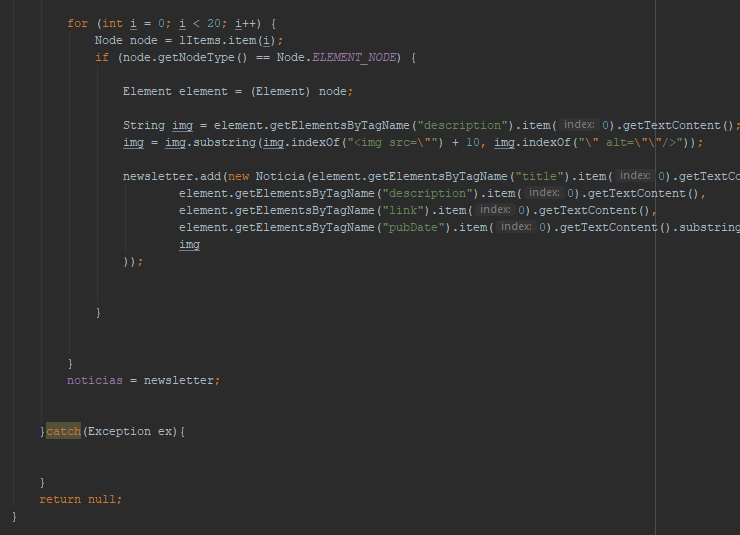 for (int i = 0; i < 20; i++) {
Node node = lItems.item(i);
if (node.getNodeType() == Node.ELEMENT_NODE) {
Element element = (Element) node;
String img = element.getElementsByTagName("description").item( index: 0).getTextContent();
img = img.substring(img.indexOf("<img src=\"") + 10, img.indexOf("\" alt=\"\"/>"));
newsletter.add(new Noticia(element.getElementsByTagName("title").item( index: 0).getTextCo
element.getElementsByTagName("description").item( index: 0).getTextContent(),
element.getElementsByTagName("link").item( index: 0).getTextContent(),
element.getElementsByTagName("pubDate").item( index: 0).getTextContent().substring
img
));
}
}
noticias = newsletter;
}catch(Exception ex){
}
return null;
}